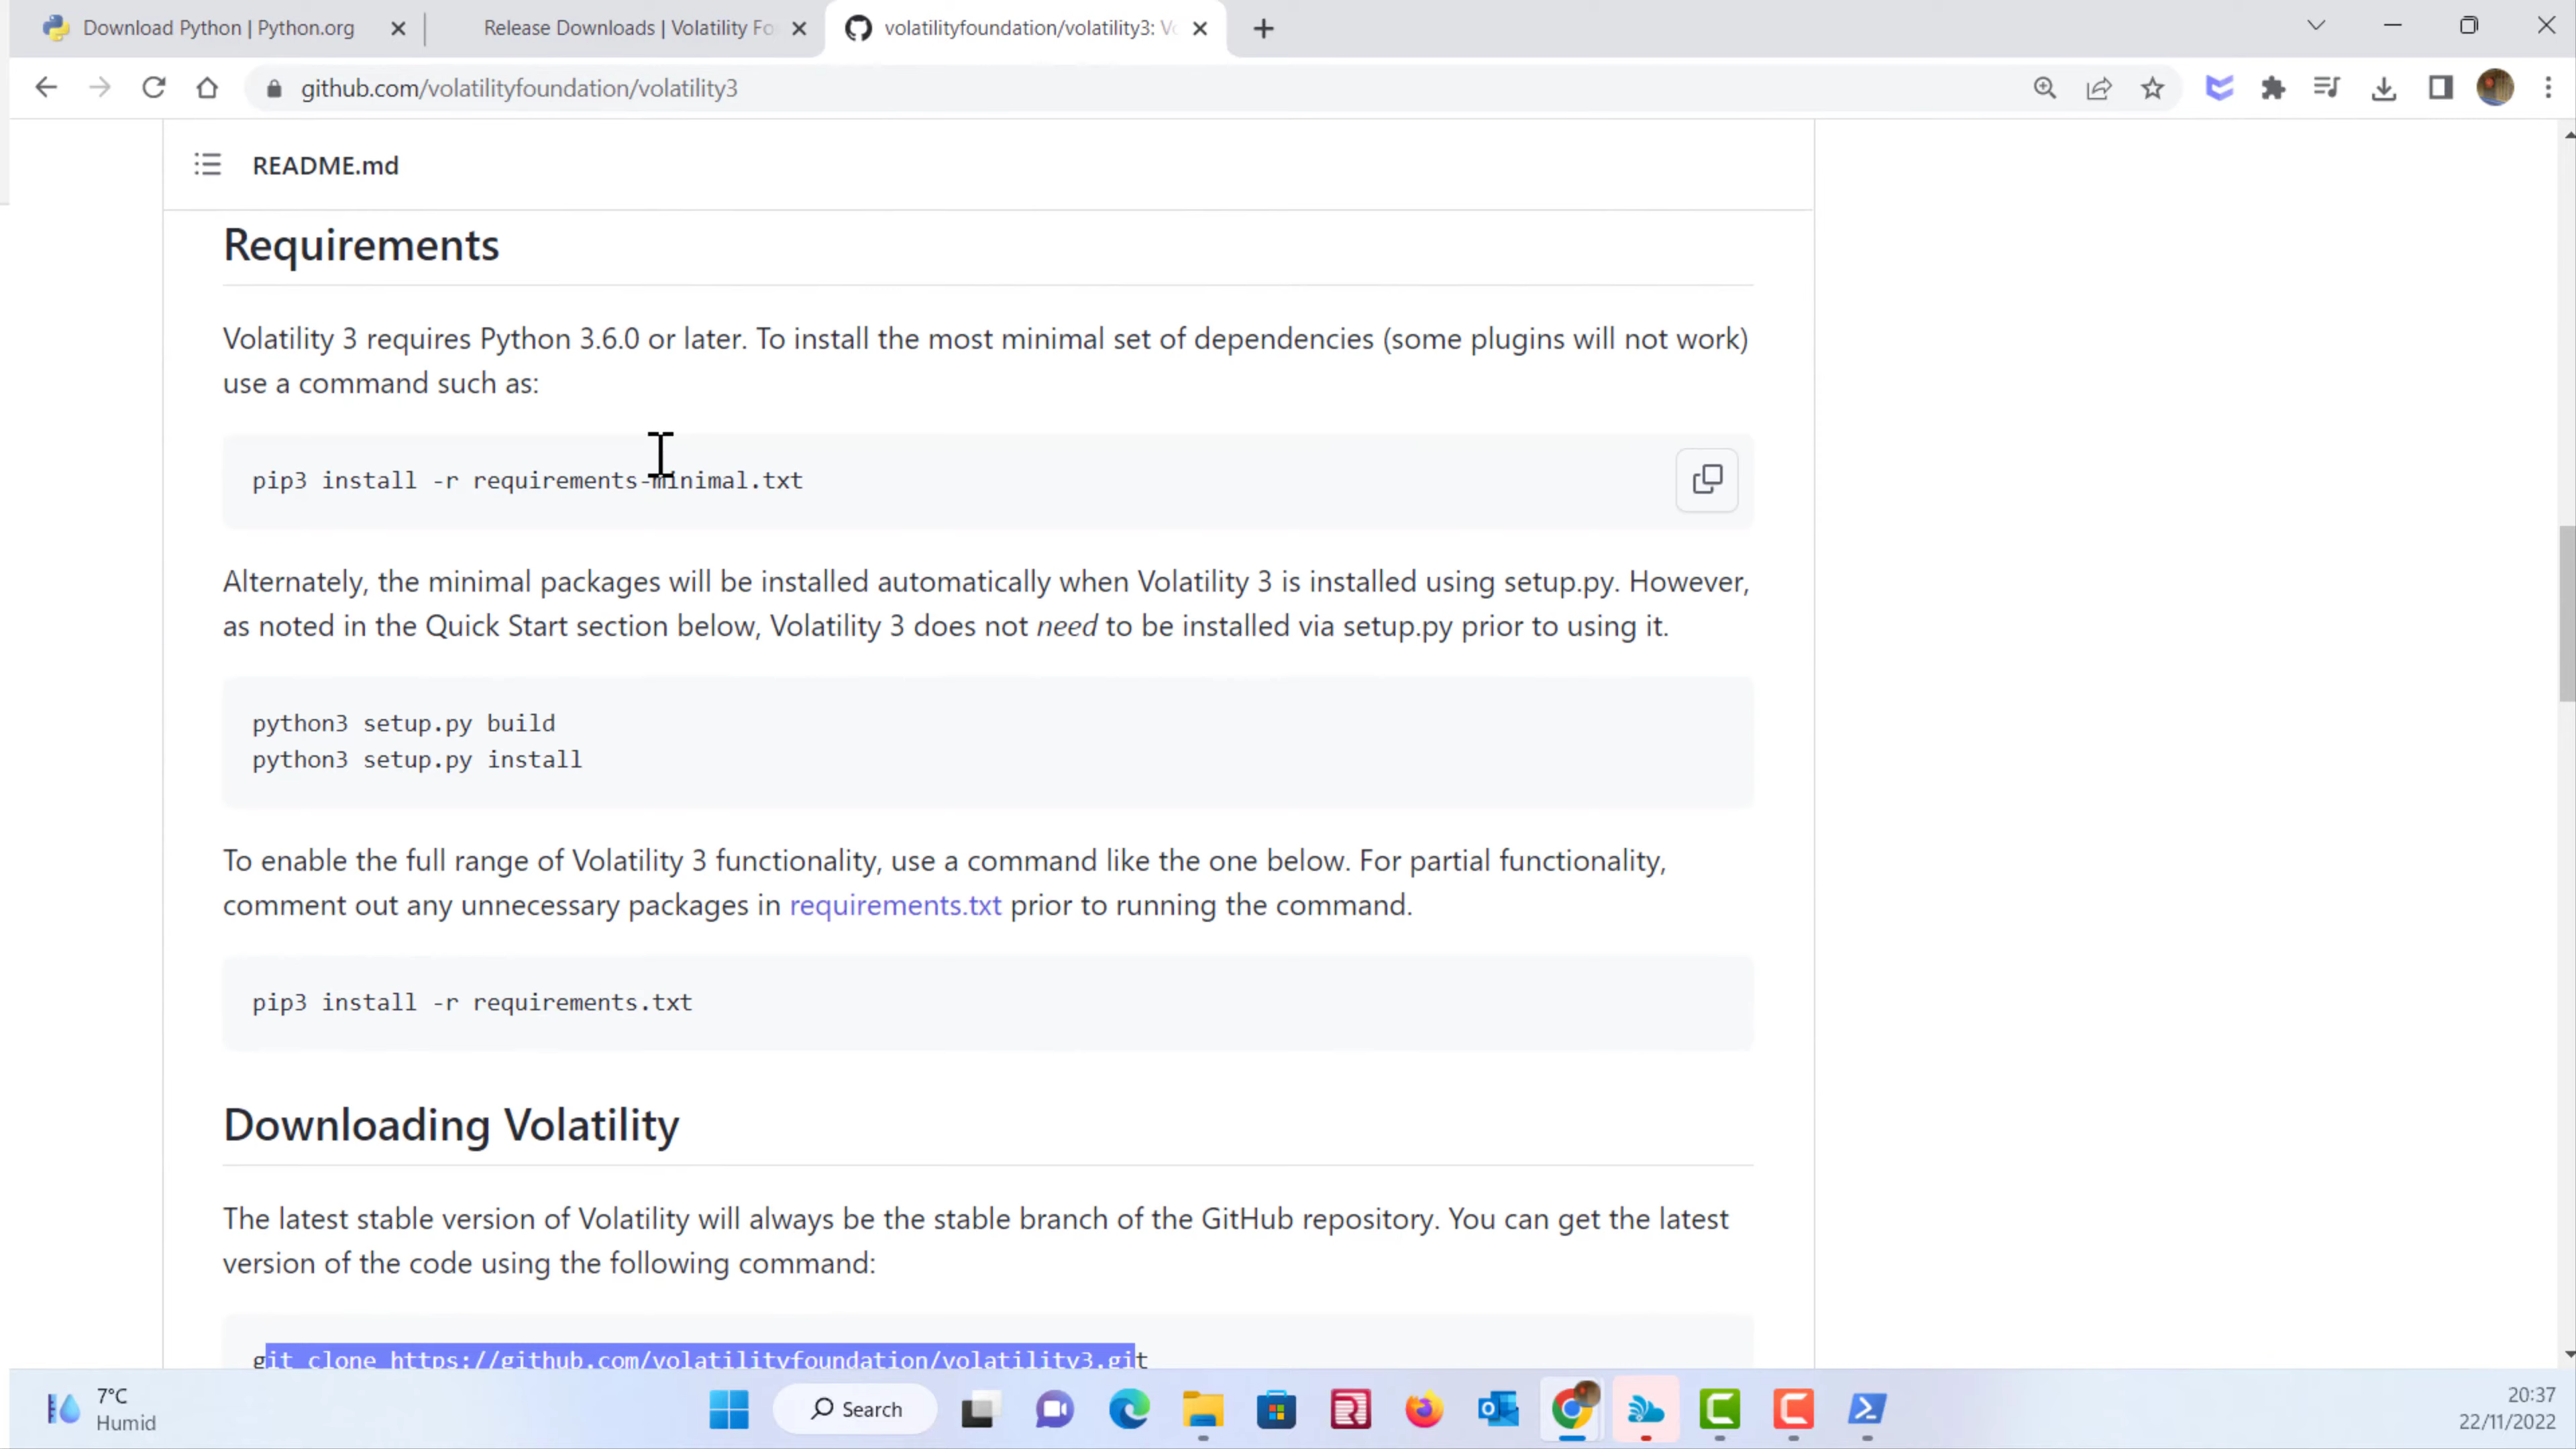 Download Python | Python.org
Release Downloads | Volatility Fo
volatilityfoundation/volatility3: Vo
github.com/volatilityfoundation/volatility3
README.md
Requirements
Volatility 3 requires Python 3.6.0 or later. To install the most minimal set of dependencies (some plugins will not work)
use a command such as:
pip3 install -r requirements-minimal.txt
Alternately, the minimal packages will be installed automatically when Volatility 3 is installed using setup.py. However,
as noted in the Quick Start section below, Volatility 3 does not need to be installed via setup.py prior to using it.
python3 setup.py build
python3 setup.py install
To enable the full range of Volatility 3 functionality, use a command like the one below. For partial functionality,
comment out any unnecessary packages in requirements.txt prior to running the command.
pip3 install -r requirements.txt
Downloading Volatility
The latest stable version of Volatility will always be the stable branch of the GitHub repository. You can get the latest
version of the code using the following command:
git clone https://github.com/volatilityfoundation/volatility3.git
7°C
Humid
Search
20:37
22/11/2022